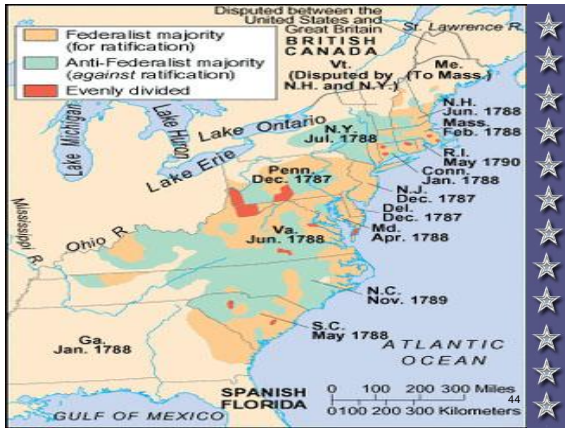 Disputed between the
United States and
Great Britain
Federalist majority
(for ratification)
Anti-Federalist majority
(against ratification)
Evenly divided
BRITISH
CANADA
St. Lawrence R.
Vt.
(Disputed by
N.H. and N.Y.)
Me.
(To Mass.)
Lake Michigan
Lake Huron
Lake Ontario
Lake Erie
N.Y.
Jul. 1788
N.H.
Jun. 1788
Mass.
Feb. 1788
R.I.
May 1790
Conn.
Jan. 1788
Penn.
Dec. 1787
N.J.
Dec. 1787
Del.
Dec. 1787
Md.
Apr. 1788
Mississippi R.
Ohio R.
Va.
Jun. 1788
N.C.
Nov. 1789
S.C.
May 1788
Ga.
Jan. 1788
ATLANTIC
OCEAN
SPANISH
FLORIDA
GULF OF MEXICO
0 100 200 300 Miles
0 100 200 300 Kilometers
44